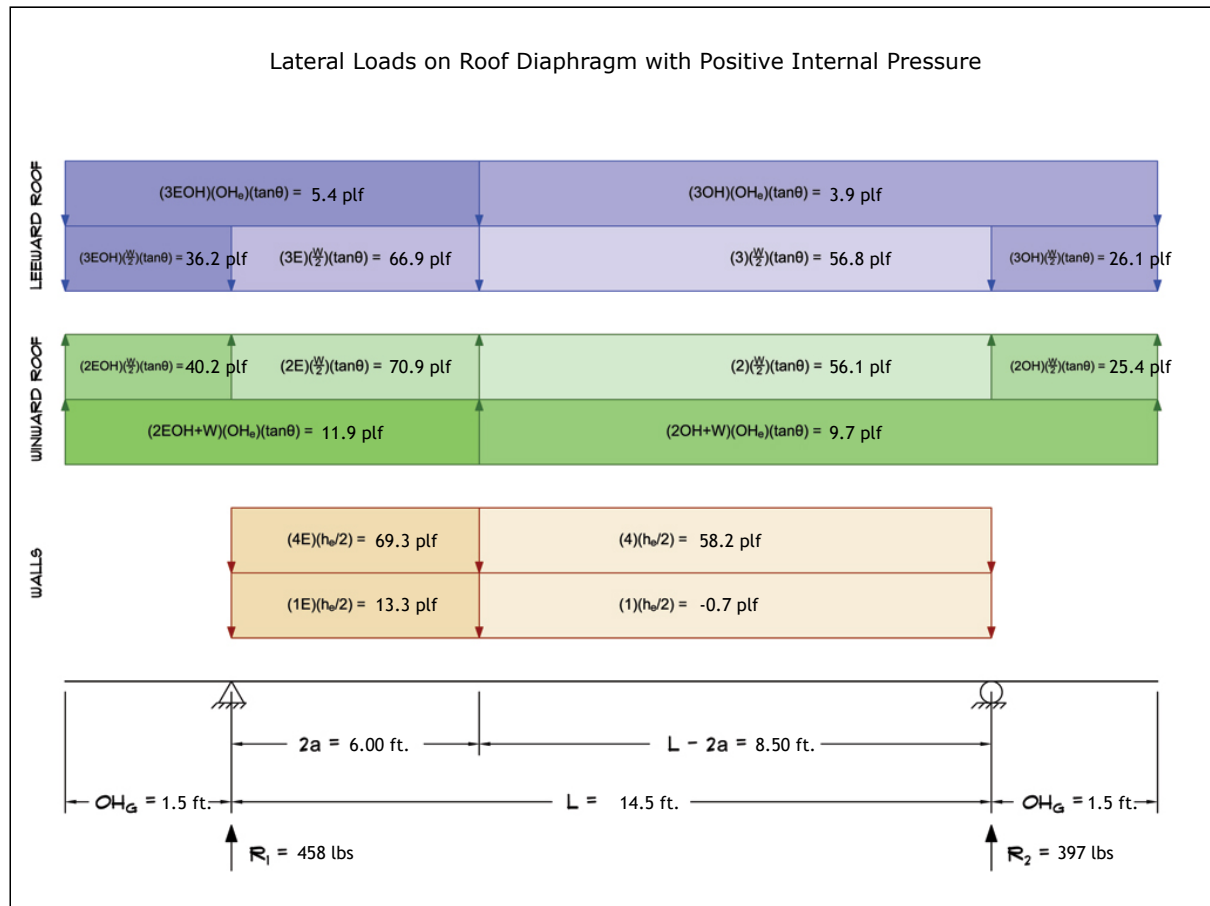 Lateral Loads on Roof Diaphragm with Positive Internal Pressure
LEEWARD ROOF
(3EOH)(OHₑ)(tanθ) = 5.4 plf
(3OH)(OHₑ)(tanθ) = 3.9 plf
(3EOH)(W/2)(tanθ) = 36.2 plf
(3E)(W/2)(tanθ) = 66.9 plf
(3)(W/2)(tanθ) = 56.8 plf
(3OH)(W/2)(tanθ) = 26.1 plf
WINWARD ROOF
(2EOH)(W/2)(tanθ) = 40.2 plf
(2E)(W/2)(tanθ) = 70.9 plf
(2)(W/2)(tanθ) = 56.1 plf
(2OH)(W/2)(tanθ) = 25.4 plf
(2EOH+W)(OHₑ)(tanθ) = 11.9 plf
(2OH+W)(OHₑ)(tanθ) = 9.7 plf
WALLS
(4E)(hₑ/2) = 69.3 plf
(4)(hₑ/2) = 58.2 plf
(1E)(hₑ/2) = 13.3 plf
(1)(hₑ/2) = -0.7 plf
2a = 6.00 ft.
L - 2a = 8.50 ft.
OH_G = 1.5 ft.
L = 14.5 ft.
OH_G = 1.5 ft.
R₁ = 458 lbs
R₂ = 397 lbs